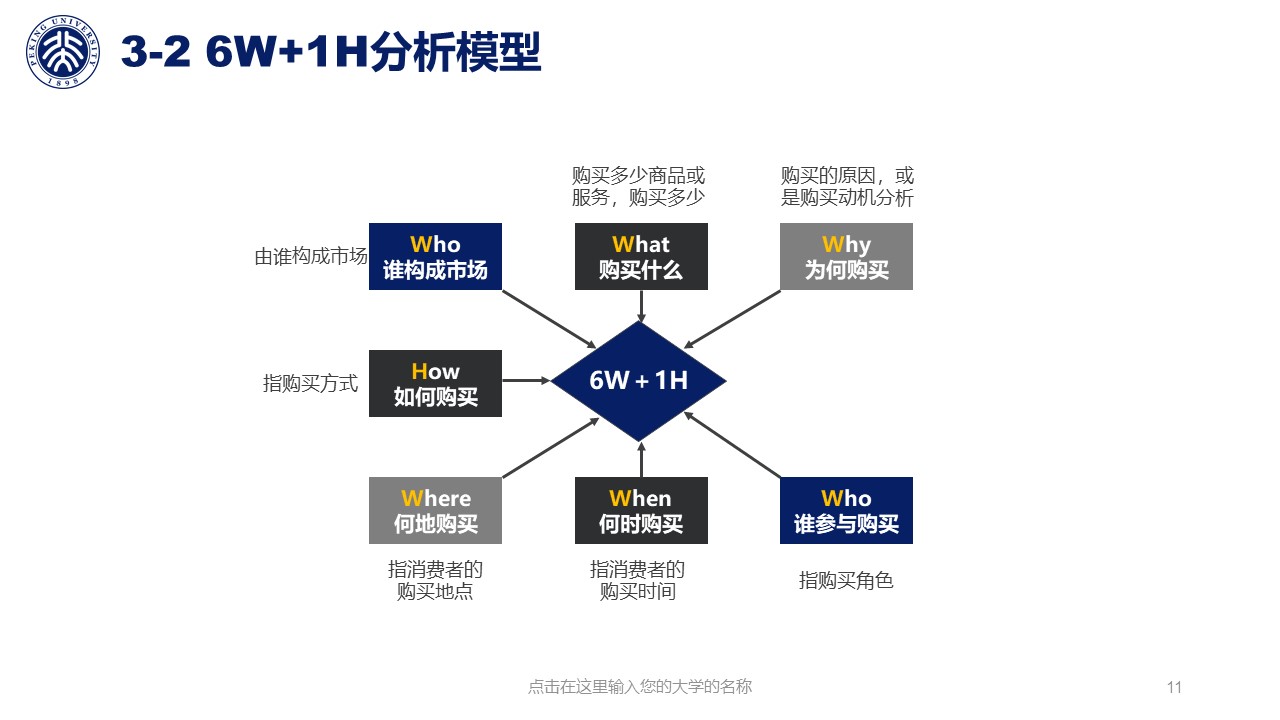 PEKING UNIVERSITY
1898
3-2 6W+1H分析模型
购买多少商品或
服务，购买多少
购买的原因，或
是购买动机分析
由谁构成市场
Who
谁构成市场
What
购买什么
Why
为何购买
指购买方式
How
如何购买
6W＋1H
Where
何地购买
When
何时购买
Who
谁参与购买
指消费者的
购买地点
指消费者的
购买时间
指购买角色
点击在这里输入您的大学的名称
11